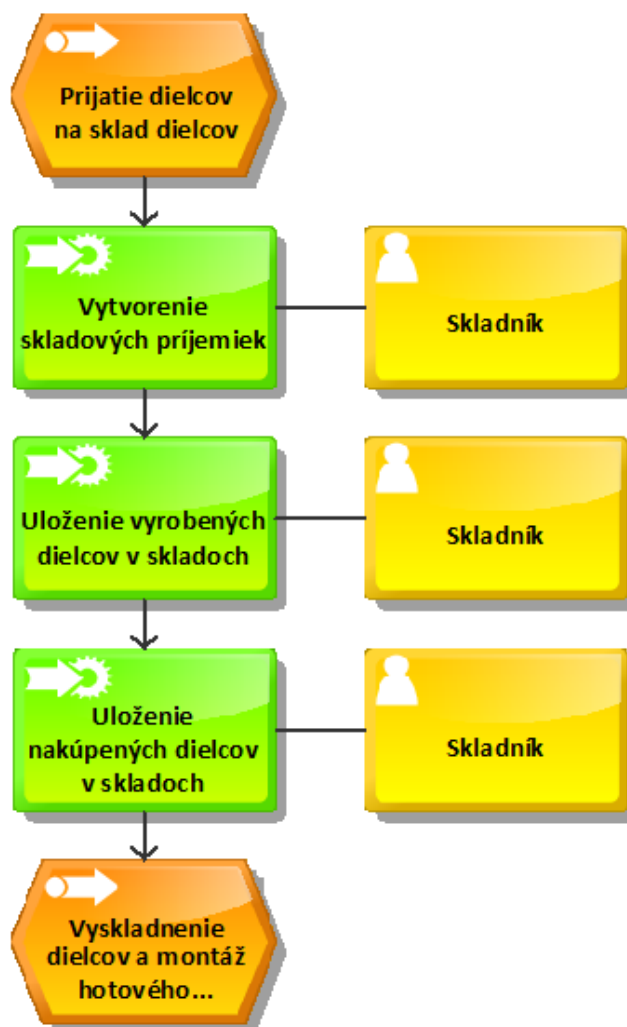 Prijatie dielcov
na sklad dielcov
Vytvorenie
skladových príjemiek
Skladník
Uloženie vyrobených
dielcov v skladoch
Skladník
Uloženie
nakúpených dielcov
v skladoch
Skladník
Vyskladnenie
dielcov a montáž
hotového...